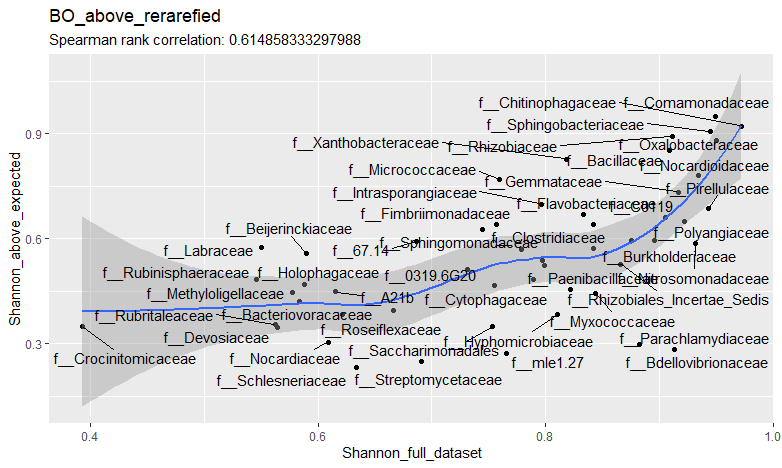 BO_above_rerarefied
Spearman rank correlation: 0.614858333297988
f__Chitinophagaceae
f__Comamonadaceae
f__Sphingobacteriaceae
f__Xanthobacteraceae
f__Rhizobiaceae
f__Oxalobacteraceae
f__Bacillaceae
f__Nocardioidaceae
f__Micrococcaceae
f__Gemmataceae
f__Pirellulaceae
f__Intrasporangiaceae
f__Flavobacteriaceae
f__C0119
f__Fimbriimonadaceae
f__Beijerinckiaceae
f__Clostridiaceae
f__Polyangiaceae
f__Labraceae
f__67.14
f__Sphingomonadaceae
f__Burkholderiaceae
f__Rubinisphaeraceae
f__Holophagaceae
f__0319.6G20
f__Paenibacillaceae
f__Nitrosomonadaceae
f__Methyloligellaceae
f__A21b
f__Cytophagaceae
f__Rhizobiales_Incertae_Sedis
f__Rubritaleaceae
f__Bacteriovoracaceae
f__Myxococcaceae
f__Devosiaceae
f__Roseiflexaceae
f__Hyphomicrobiaceae
f__Parachlamydiaceae
f__Crocinitomicaceae
f__Nocardiaceae
f__Saccharimonadales
f__mle1.27
f__Bdellovibrionaceae
f__Schlesneriaceae
f__Streptomycetaceae
0.9
0.6
0.3
Shannon_above_expected
0.4
0.6
0.8
1.0
Shannon_full_dataset